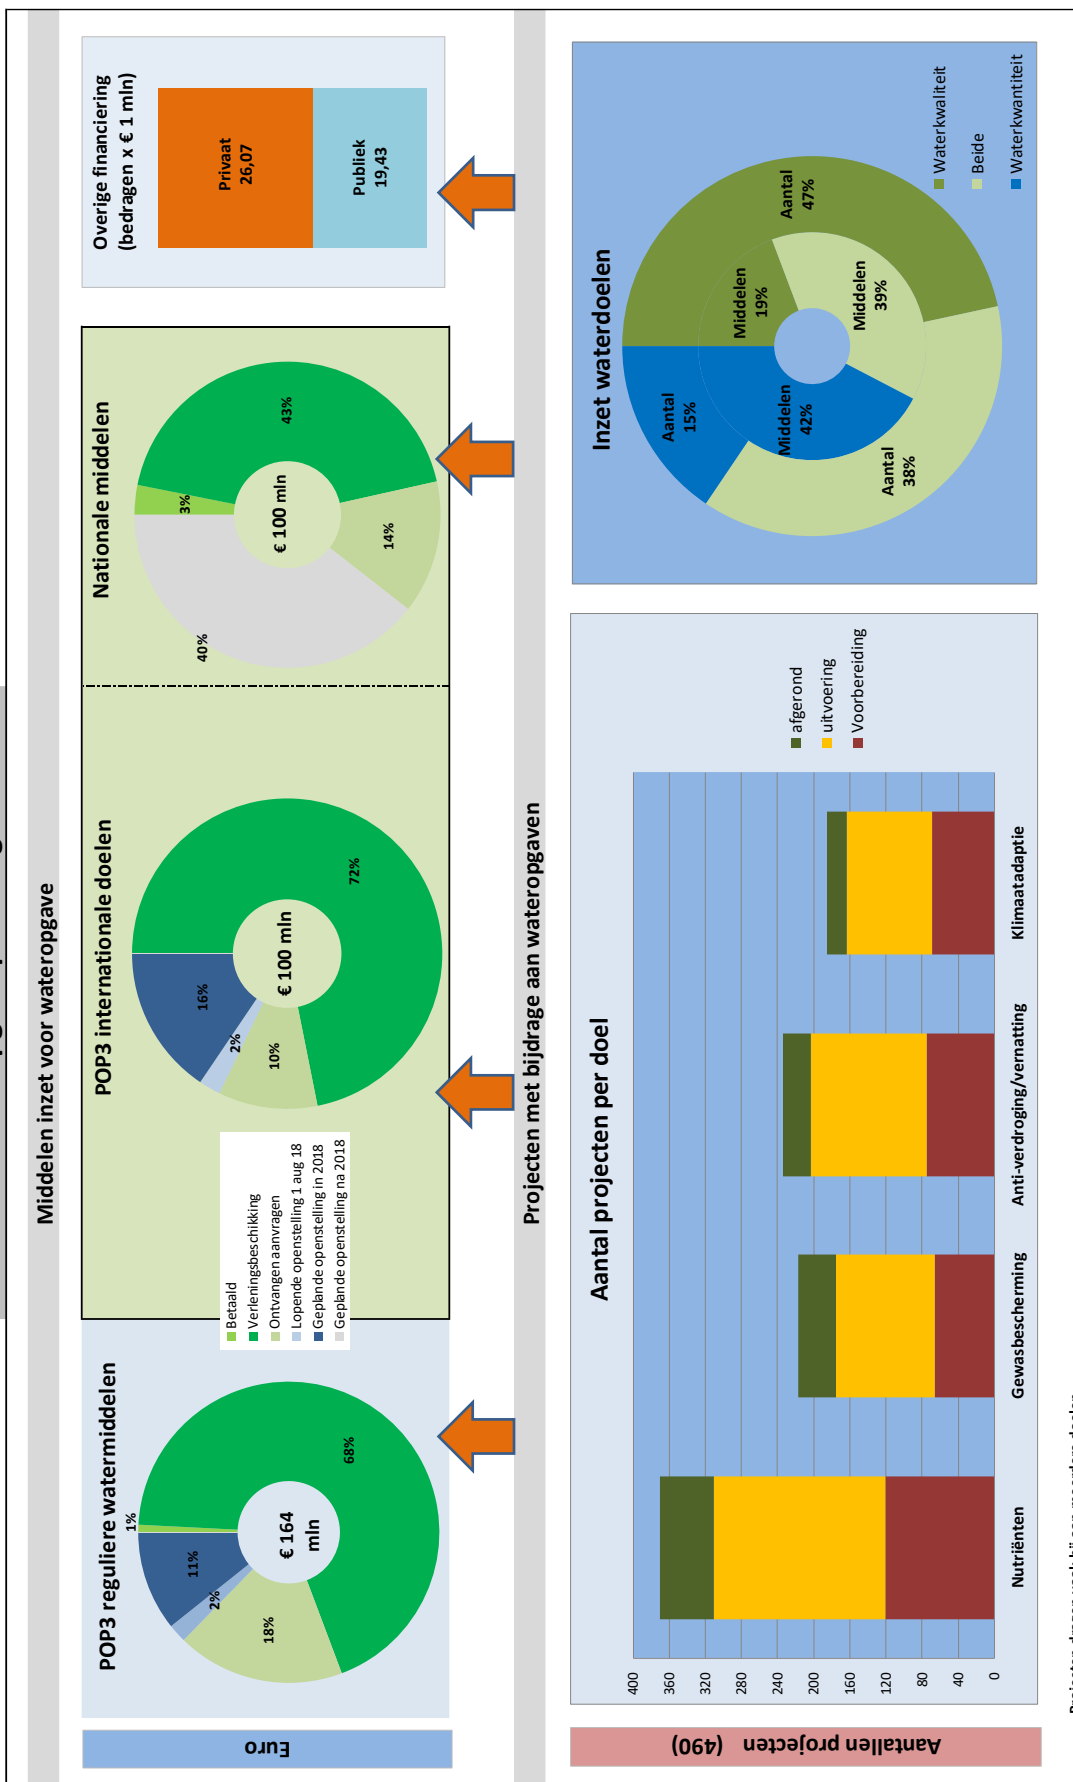 Middelen inzet voor wateropgave
Euro
POP3 reguliere watermiddelen
1%
11%
2%
18%
68%
€ 164
mln
Betaald
Verleningsbeschikking
Ontvangen aanvragen
Lopende openstelling 1 aug 18
Geplande openstelling in 2018
Geplande openstelling na 2018
POP3 internationale doelen
16%
2%
10%
72%
€ 100 mln
Nationale middelen
3%
40%
43%
14%
€ 100 mln
Overige financiering
(bedragen x € 1 mln)
Privaat
26,07
Publiek
19,43
Projecten met bijdrage aan wateropgaven
Aantallen projecten (490)
Aantal projecten per doel
400
360
320
280
240
200
160
120
80
40
0
Nutriënten
Gewasbescherming
Anti-verdroging/vernatting
Klimaatadaptie
afgerond
uitvoering
Voorbereiding
Inzet waterdoelen
Aantal
15%
Middelen
19%
Aantal
47%
Middelen
42%
Middelen
39%
Aantal
38%
Waterkwaliteit
Beide
Waterkwantiteit